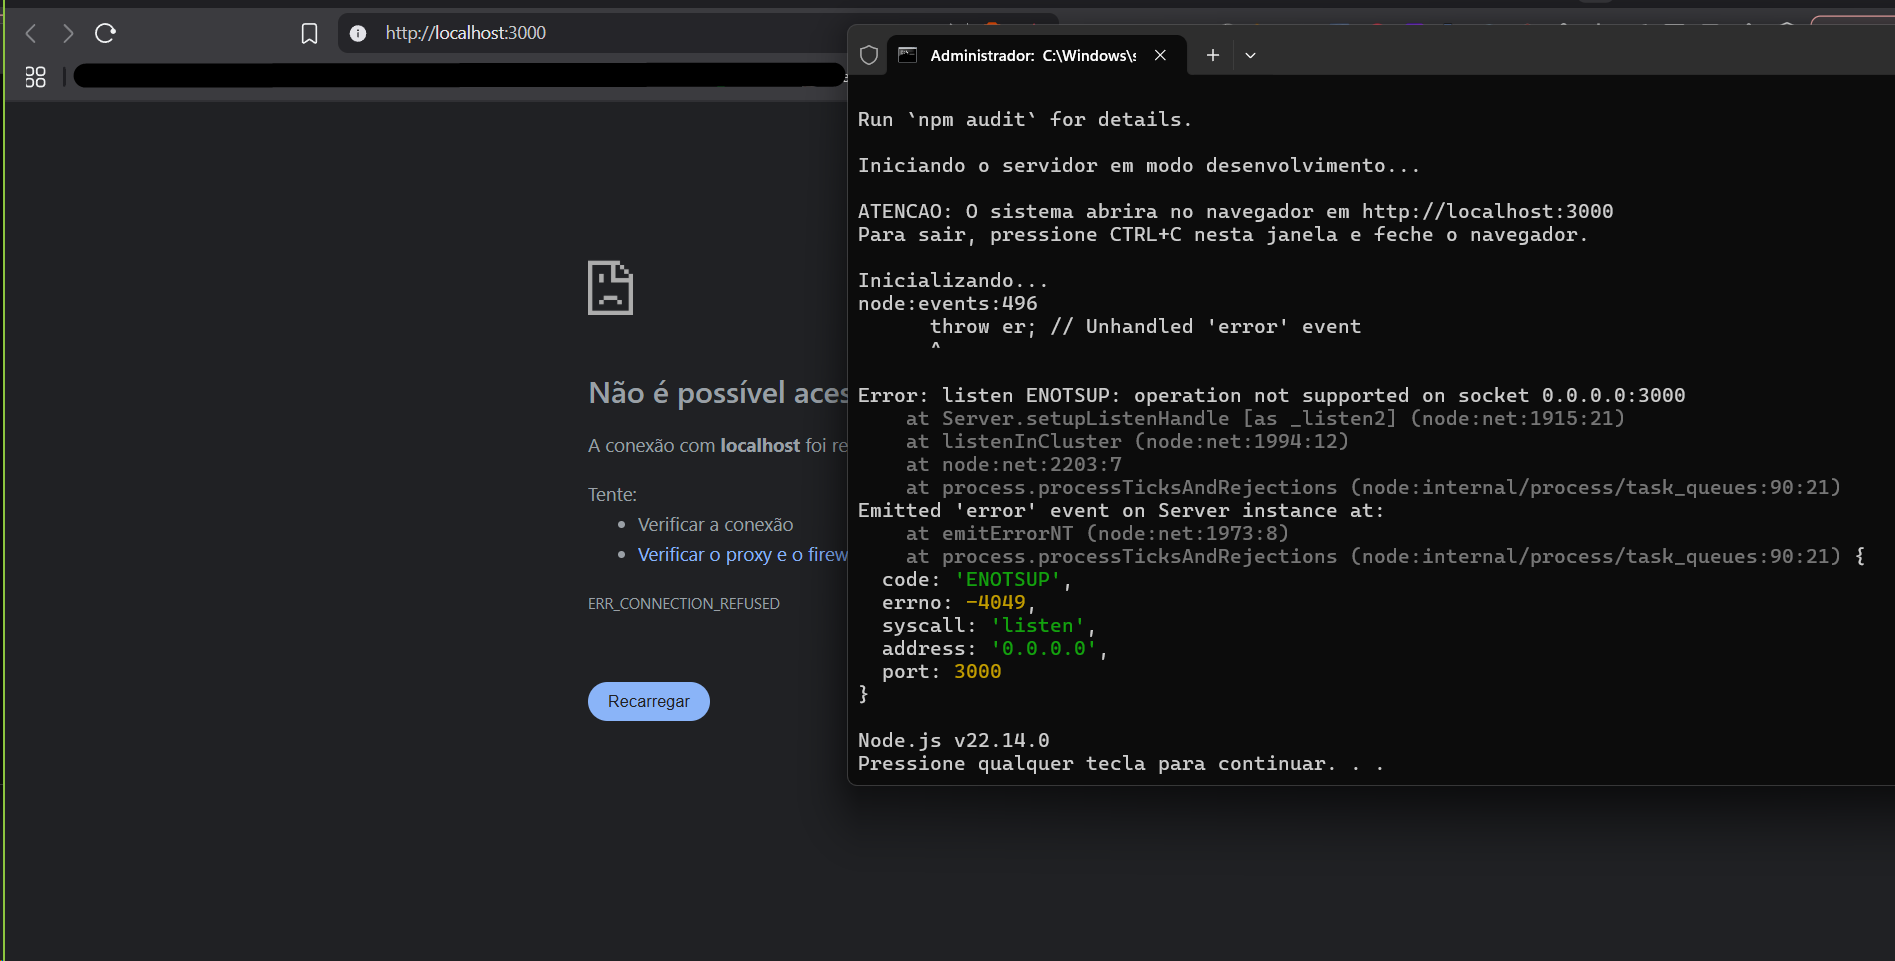 http://localhost:3000
Não é possível aces
A conexão com localhost foi re
Tente:
• Verificar a conexão
• Verificar o proxy e o firew
ERR_CONNECTION_REFUSED
Recarregar
Administrador: C:\Windows\s
Run `npm audit` for details.
Iniciando o servidor em modo desenvolvimento...
ATENCAO: O sistema abrira no navegador em http://localhost:3000
Para sair, pressione CTRL+C nesta janela e feche o navegador.
Inicializando...
node:events:496
throw er; // Unhandled 'error' event
^
Error: listen ENOTSUP: operation not supported on socket 0.0.0.0:3000
at Server.setupListenHandle [as _listen2] (node:net:1915:21)
at listenInCluster (node:net:1994:12)
at node:net:2203:7
at process.processTicksAndRejections (node:internal/process/task_queues:90:21)
Emitted 'error' event on Server instance at:
at emitErrorNT (node:net:1973:8)
at process.processTicksAndRejections (node:internal/process/task_queues:90:21) {
code: 'ENOTSUP',
errno: -4049,
syscall: 'listen',
address: '0.0.0.0',
port: 3000
}
Node.js v22.14.0
Pressione qualquer tecla para continuar. . .